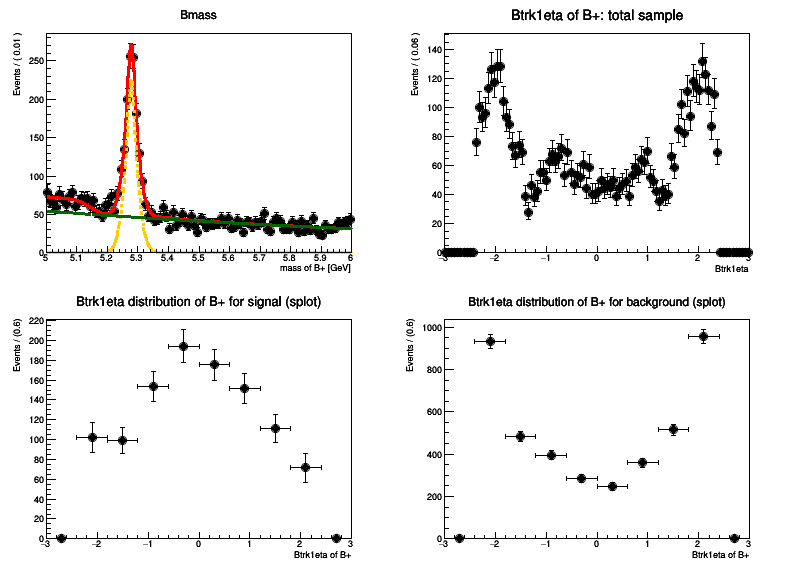 Bmass
Events / ( 0.01 )
250
200
150
100
50
0
5 5.1 5.2 5.3 5.4 5.5 5.6 5.7 5.8 5.9 6
mass of B+ [GeV]
Btrk1eta of B+: total sample
Events / ( 0.06 )
140
120
100
80
60
40
20
0
−3 −2 −1 0 1 2 3
Btrk1eta
Btrk1eta distribution of B+ for signal (splot)
Events / (0.6)
220
200
180
160
140
120
100
80
60
40
20
0
−3 −2 −1 0 1 2 3
Btrk1eta of B+
Btrk1eta distribution of B+ for background (splot)
Events / (0.6)
1000
800
600
400
200
0
−3 −2 −1 0 1 2 3
Btrk1eta of B+